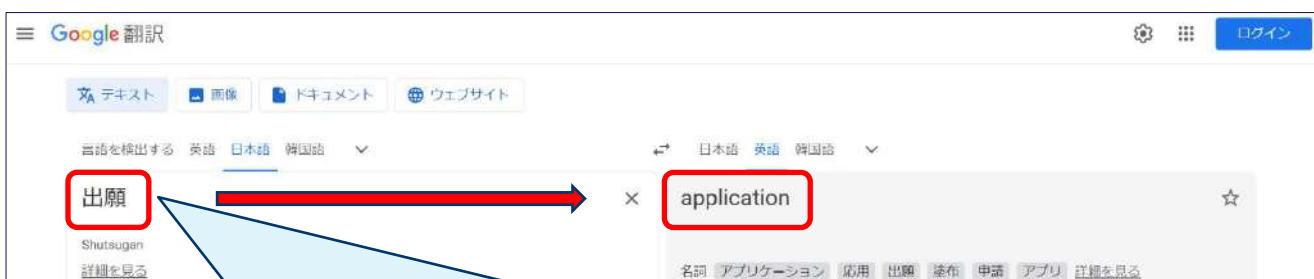 Google 翻訳
ログイン
テキスト 画像 ドキュメント ウェブサイト
言語を検出する 英語 日本語 韓国語
日本語 英語 韓国語
出願
application
Shutsugan
詳細を見る
名詞 アプリケーション 応用 出願 塗布 申請 アプリ 詳細を見る